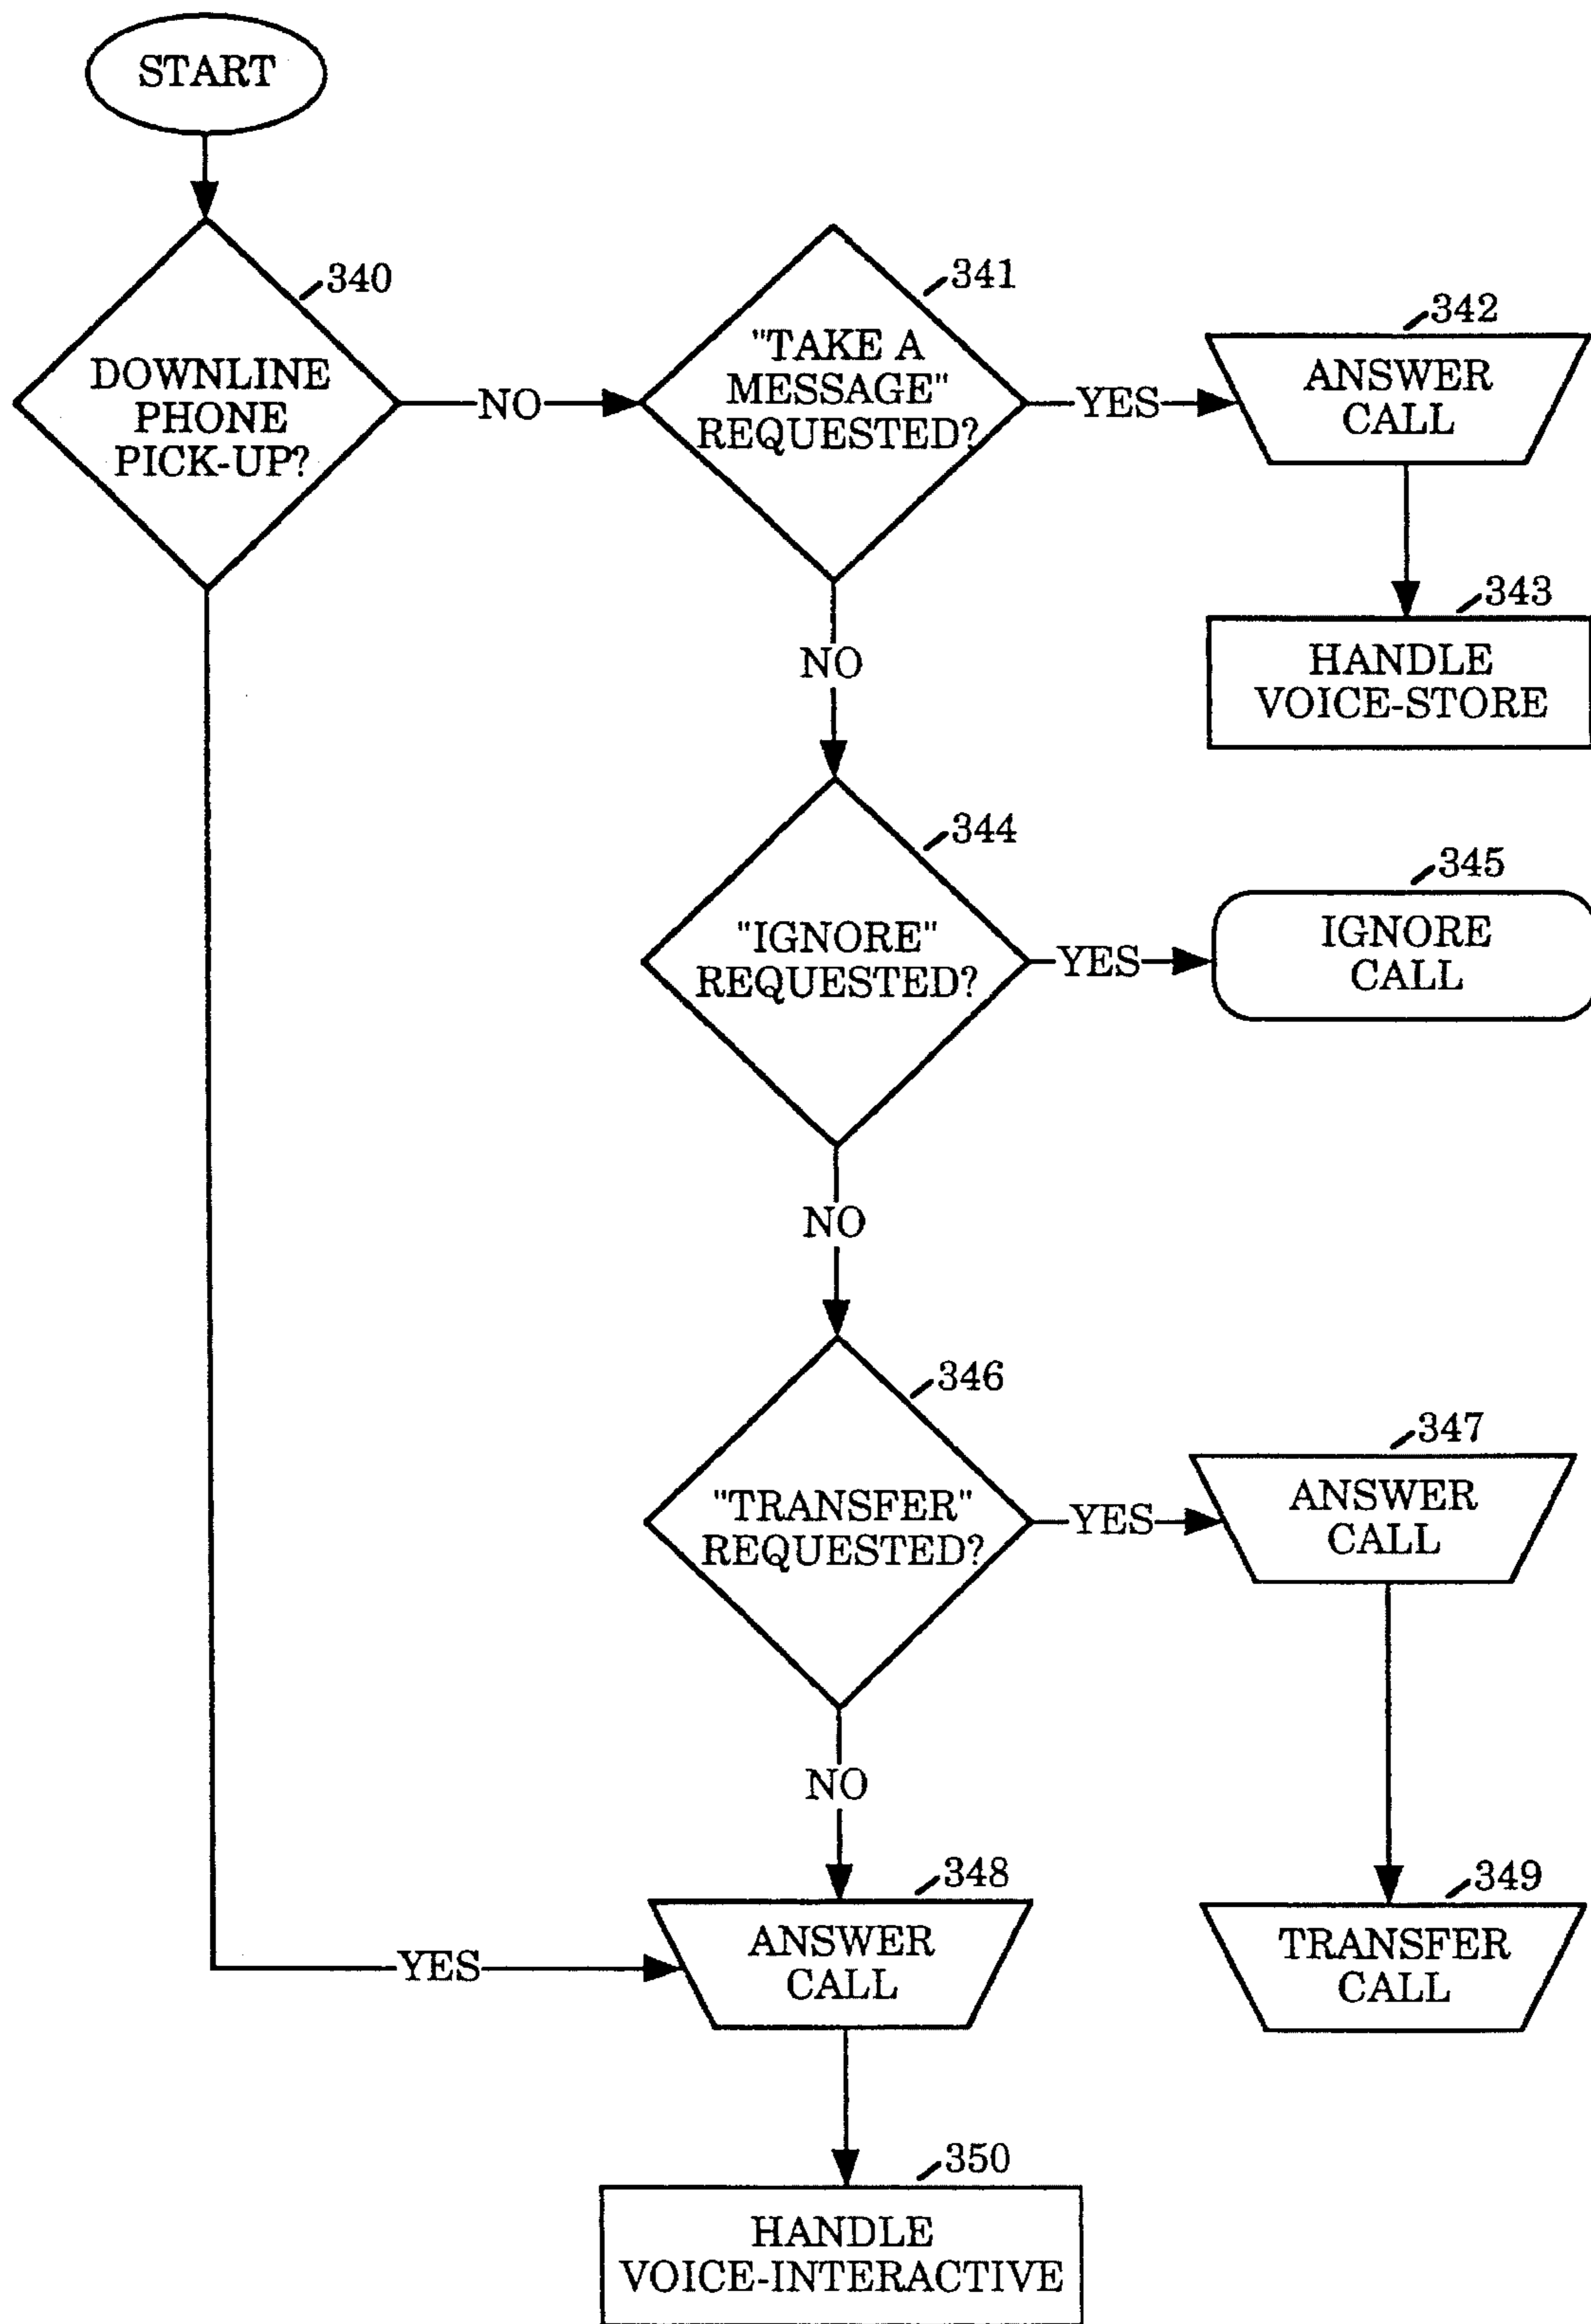 START
340
DOWNLINE
PHONE
PICK-UP?
NO
341
"TAKE A
MESSAGE"
REQUESTED?
YES
342
ANSWER
CALL
343
HANDLE
VOICE-STORE
NO
344
"IGNORE"
REQUESTED?
YES
345
IGNORE
CALL
NO
346
"TRANSFER"
REQUESTED?
YES
347
ANSWER
CALL
NO
348
ANSWER
CALL
YES
349
TRANSFER
CALL
350
HANDLE
VOICE-INTERACTIVE